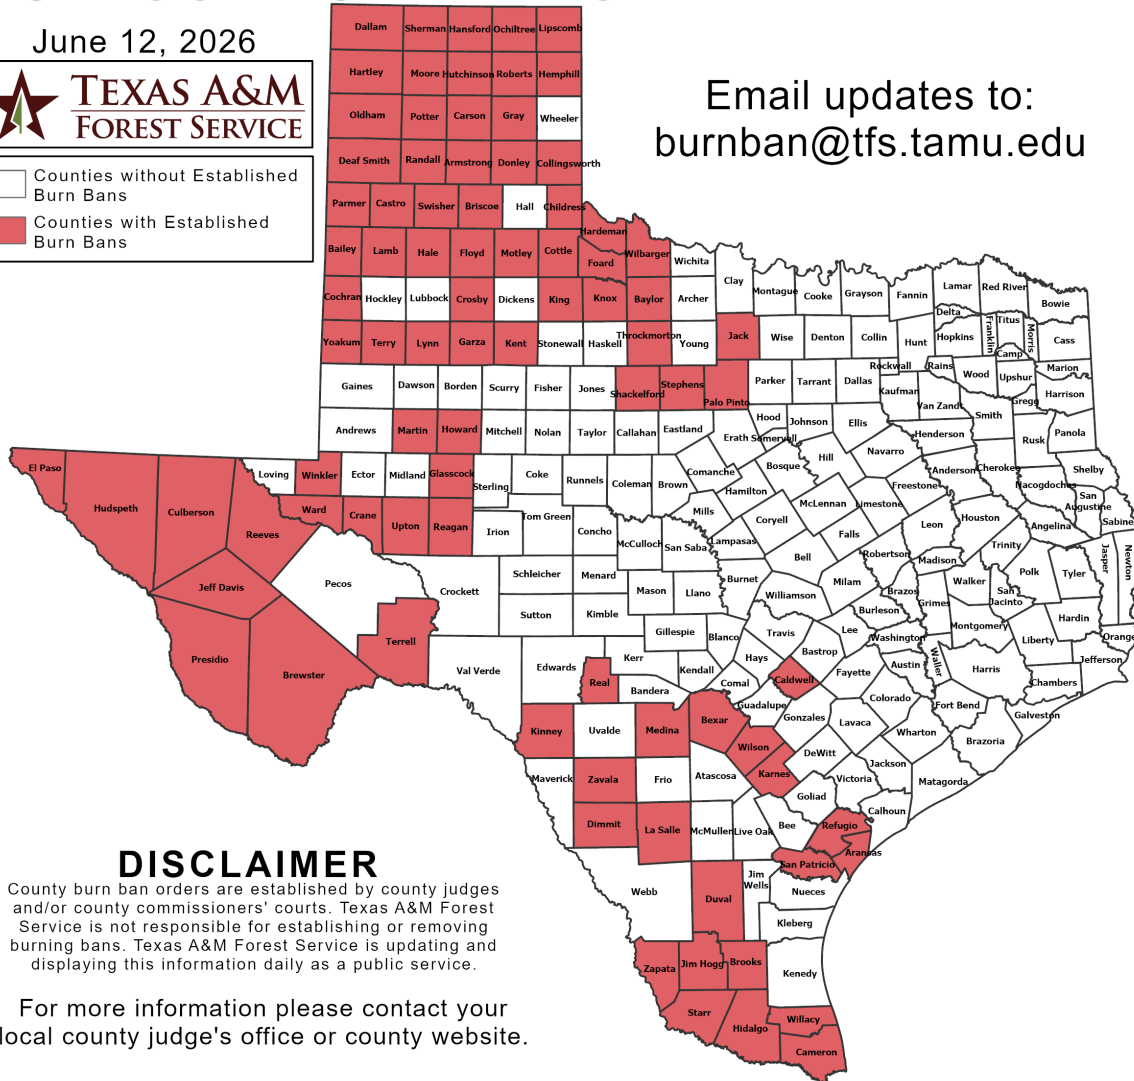 June 12, 2026
TEXAS A&M
FOREST SERVICE
Counties without Established
Burn Bans
Counties with Established
Burn Bans
Email updates to:
burnban@tfs.tamu.edu
Dallam Sherman Hansford Ochiltree Lipscomb
Hartley Moore Hutchinson Roberts Hemphill
Oldham Potter Carson Gray Wheeler
Deaf Smith Randall Armstrong Donley Collingsworth
Parmer Castro Swisher Briscoe Hall Childress
Hardeman
Bailey Lamb Hale Floyd Motley Cottle Foard Wilbarger Wichita
Clay Montague Cooke Grayson Fannin Lamar Red River Bowie
Cochran Hockley Lubbock Crosby Dickens King Knox Baylor Archer
Delta Franklin Titus Morris Cass
Yoakum Terry Lynn Garza Kent Stonewall Haskell Throckmorton Young Jack Wise Denton Collin Hunt Hopkins
Camp
Rockwall Rains Wood Upshur Marion
Gaines Dawson Borden Scurry Fisher Jones Shackelford Stephens Palo Pinto Parker Tarrant Dallas Kaufman Van Zandt Smith Gregg Harrison
Andrews Martin Howard Mitchell Nolan Taylor Callahan Eastland Erath Somervell Hood Johnson Ellis Henderson Rusk Panola
El Paso Hudspeth Culberson Reeves Loving Winkler Ector Midland Glasscock Sterling Coke Runnels Coleman Brown Comanche Hamilton Bosque Hill Navarro Freestone Anderson Cherokee Nacogdoches Shelby
San
Augustine
Sabine
Ward Crane Upton Reagan Irion Tom Green Concho McCulloch San Saba Mills Lampasas Coryell McLennan Limestone Falls Leon Houston Angelina
Trinity
Jasper
Newton
Jeff Davis Pecos Crockett Schleicher Menard Mason Llano Burnet Bell Williamson Milam Robertson Brazos Madison Walker Polk Tyler
San
Jacinto
Grimes
Presidio Brewster Terrell Val Verde Sutton Kimble Gillespie Blanco Travis Lee Burleson Washington Montgomery Liberty Hardin Orange
Edwards Kerr Kendall Hays Bastrop Fayette Austin Waller Harris Jefferson
Chambers
Real Bandera Comal Caldwell Guadalupe Gonzales Colorado Fort Bend Galveston
Kinney Uvalde Medina Bexar Wilson Lavaca Wharton Brazoria
Maverick Zavala Frio Atascosa Karnes DeWitt Victoria Jackson Matagorda
Dimmit La Salle McMullen Live Oak Bee Goliad Calhoun
Refugio
Aransas
San Patricio
Webb Duval
Jim
Wells
Nueces
Kleberg
Zapata Jim Hogg Brooks Kenedy
Starr Hidalgo Willacy
Cameron
DISCLAIMER
County burn ban orders are established by county judges
and/or county commissioners' courts. Texas A&M Forest
Service is not responsible for establishing or removing
burning bans. Texas A&M Forest Service is updating and
displaying this information daily as a public service.
For more information please contact your
local county judge's office or county website.